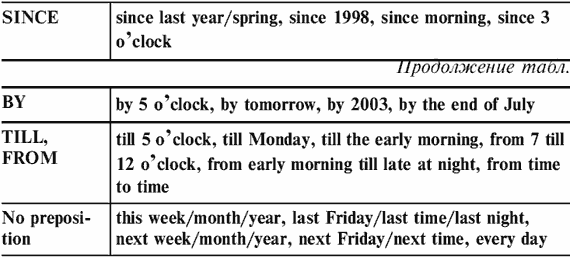 SINCE since last year/spring, since 1998, since morning, since 3
o’clock
Продолжение табл.
BY by 5 o’clock, by tomorrow, by 2003, by the end of July
TILL, till 5 o’clock, till Monday, till the early morning, from 7 till
FROM 12 o’clock, from early morning till late at night, from time
to time
No preposi- this week/month/year, last Friday/last time/last night,
tion next week/month/year, next Friday/next time, every day